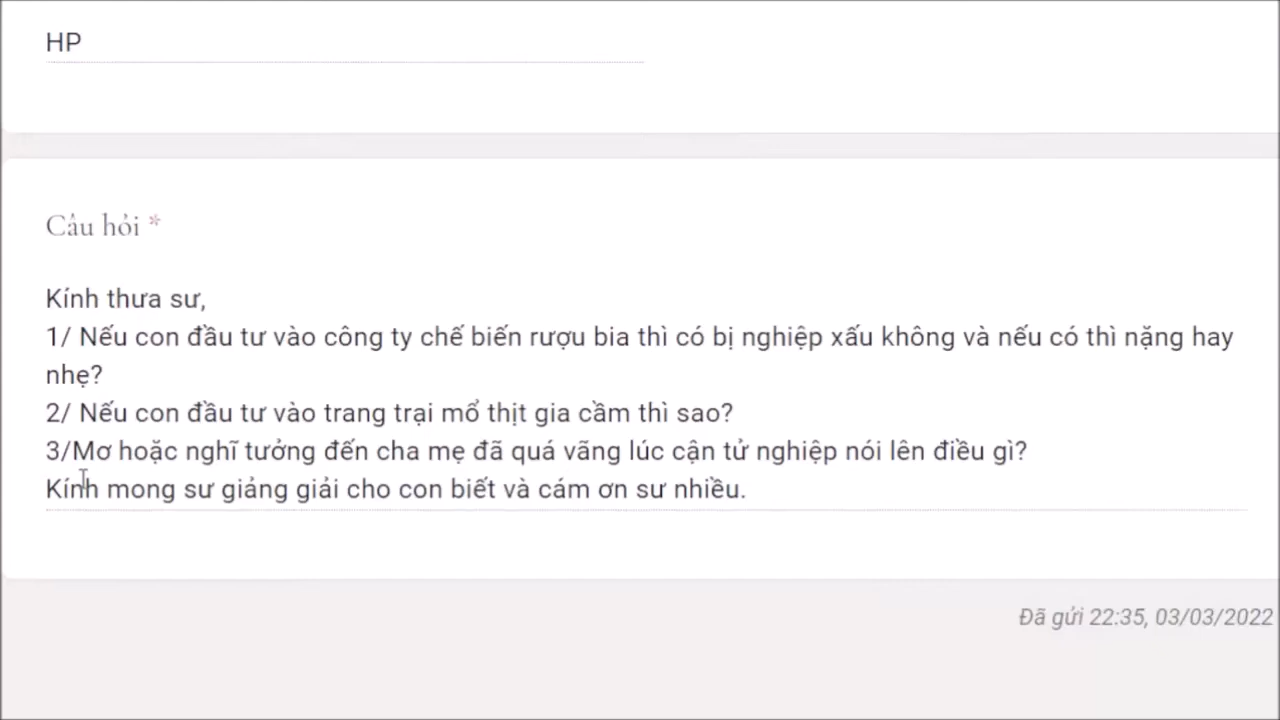 HP
Câu hỏi *
Kính thưa sư,
1/ Nếu con đầu tư vào công ty chế biến rượu bia thì có bị nghiệp xấu không và nếu có thì nặng hay
nhẹ?
2/ Nếu con đầu tư vào trang trại mổ thịt gia cầm thì sao?
3/Mơ hoặc nghĩ tưởng đến cha mẹ đã quá vãng lúc cận tử nghiệp nói lên điều gì?
Kính mong sư giảng giải cho con biết và cám ơn sư nhiều.
Đã gửi 22:35, 03/03/2022